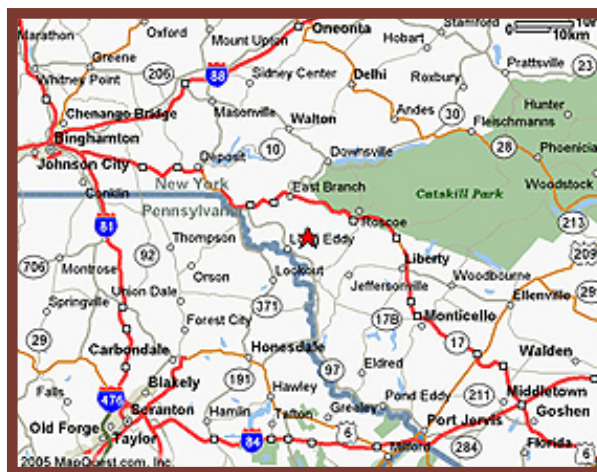 Marathon
Oxford
Greene
Mount Upton
Oneonta
Stamford
10mi
10km
Hobart
Prattsville
23
Whitney Point
206
88
Sidney Center
Delhi
Roxbury
Hunter
Chenango Bridge
Masonville
Andes
30
Fleischmanns
Binghamton
Walton
28
Phoenicia
Johnson City
Deposit
10
Downsville
Conklin
New York
East Branch
Catskill Park
Woodstock
Pennsylvania
Roscoe
213
81
Thompson
Long Eddy
209
706
Montrose
92
Orson
Lookout
Liberty
Woodbourne
Union Dale
Jeffersonville
Ellenville
Springville
371
17B
Monticello
29
Forest City
Carbondale
Honesdale
97
Eldred
17
Walden
Blakely
191
Hawley
Pond Eddy
211
Middletown
Falls
476
Scranton
Hamlin
Tafton
Greeley
Goshen
Old Forge
Taylor
84
6
Port Jervis
Milford
284
Florida
6
2005 MapQuest.com, Inc.